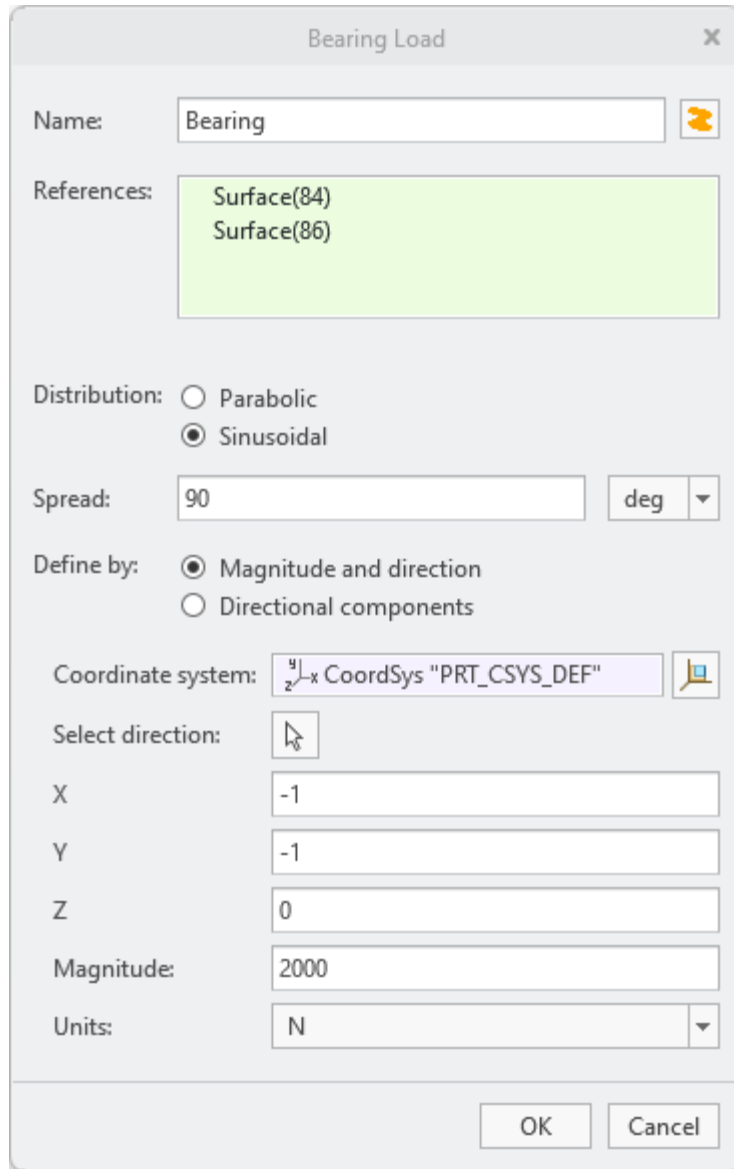 Bearing Load
Name: Bearing
References: Surface(84)
Surface(86)
Distribution: Parabolic
Sinusoidal
Spread: 90 deg
Define by: Magnitude and direction
Directional components
Coordinate system: y z x CoordSys "PRT_CSYS_DEF"
Select direction:
X -1
Y -1
Z 0
Magnitude: 2000
Units: N
OK Cancel